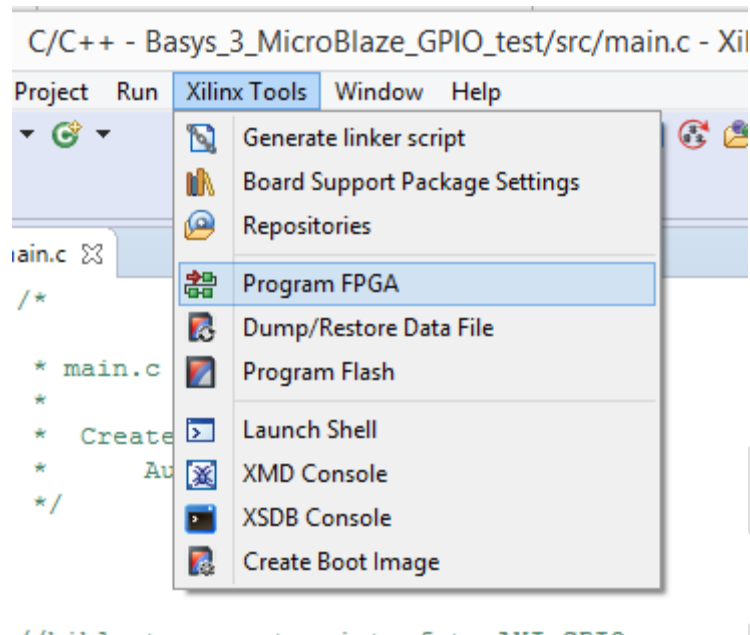 C/C++ - Basys_3_MicroBlaze_GPIO_test/src/main.c - Xil
Project Run Xilinx Tools Window Help
Generate linker script
Board Support Package Settings
Repositories
main.c
Program FPGA
/*
Dump/Restore Data File
* main.c
Program Flash
*
* Create
Launch Shell
* Au
XMD Console
*/
XSDB Console
Create Boot Image